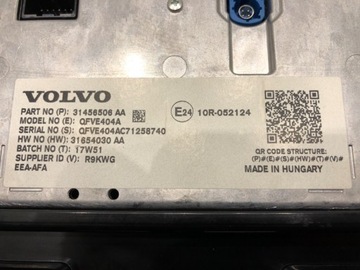 VOLVO
PART NO (P): 31456506 AA
MODEL NO (E): QFVE404A
SERIAL NO (S): QFVE404AC71258740
HW NO (HW): 31654030 AA
BATCH NO (T): 17W51
SUPPLIER ID (V): R9KWG
EEA-AFA
E24 10R-052124
QR CODE STRUCTURE:
(P)#(E)#(S)#(HW)#(T)#(V)#
MADE IN HUNGARY